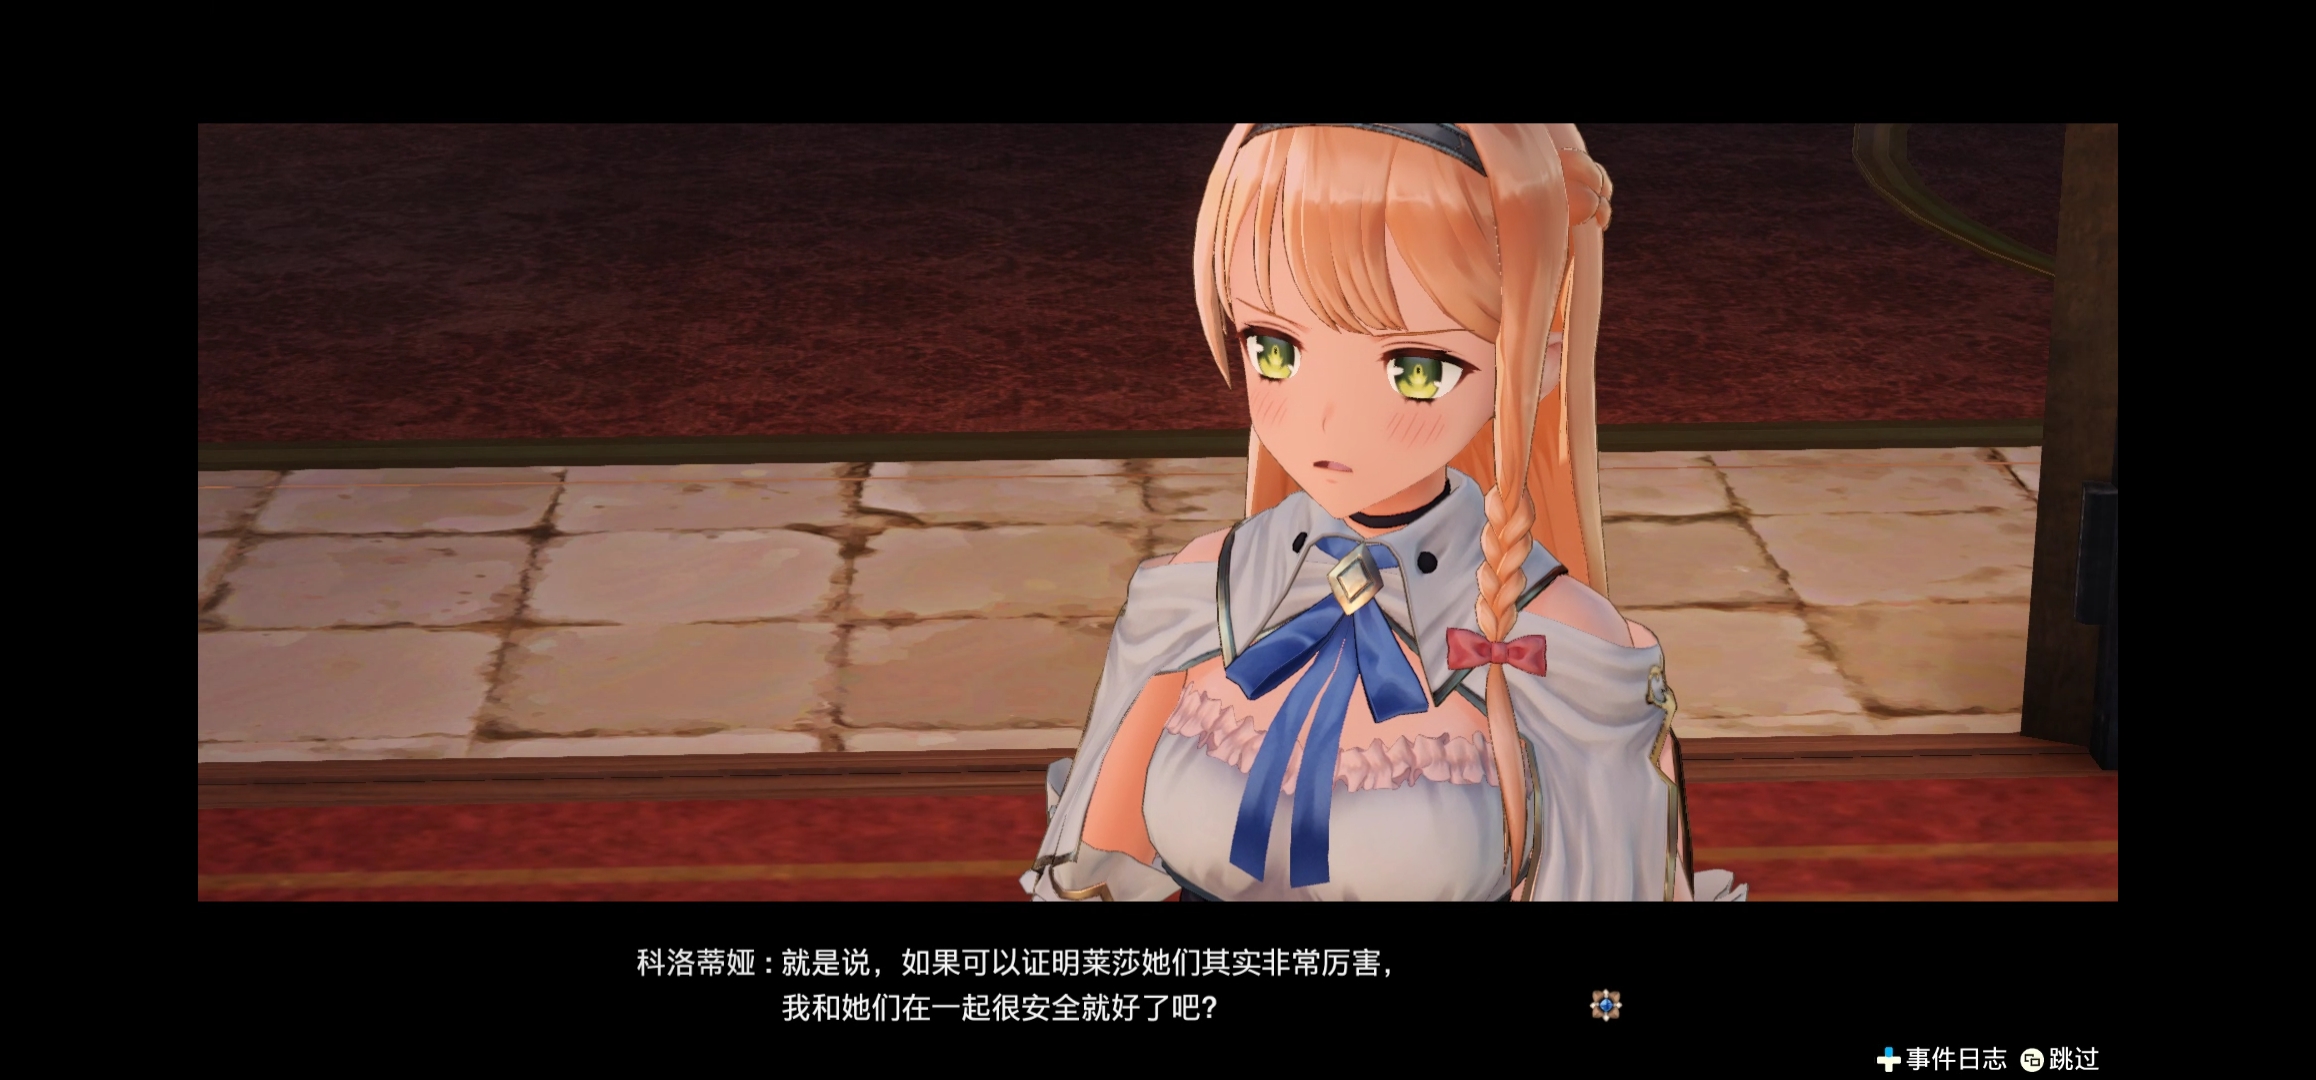 科洛蒂娅：就是说，如果可以证明莱莎她们其实非常厉害，
我和她们在一起很安全就好了吧？
事件日志 跳过